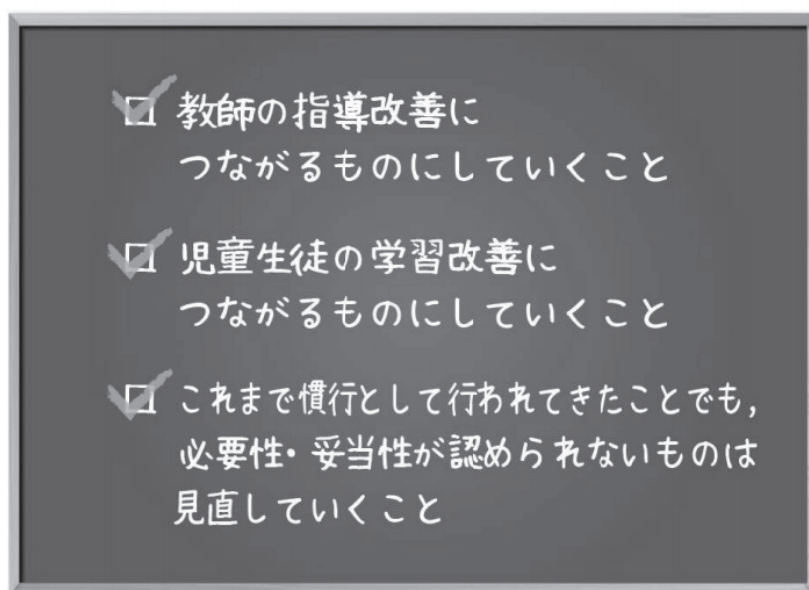 教師の指導改善に
つながるものにしていくこと
児童生徒の学習改善に
つながるものにしていくこと
これまで慣行として行われてきたことでも，
必要性・妥当性が認められないものは
見直していくこと